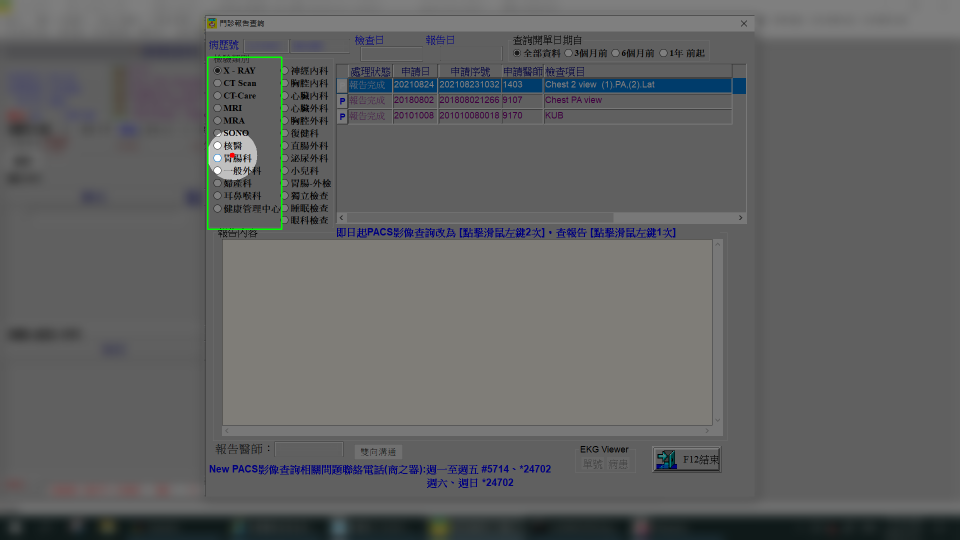 門診報告查詢
病歷號 檢查日 報告日 查詢開單日期自
全部資料 3個月前 6個月前 1年 前起
檢驗類別
X - RAY 神經內科
CT Scan 胸腔內科
CT-Care 心臟內科
MRI 心臟外科
MRA 胸腔外科
SONO 復健科
核醫 直腸外科
胃腸科 泌尿外科
一般外科 小兒科
婦產科 胃腸-外檢
耳鼻喉科 獨立檢查
健康管理中心 睡眠檢查
眼科檢查
處理狀態 申請日 申請序號 申請醫師 檢查項目
報告完成 20210824 202108231032 1403 Chest 2 view (1).PA,(2).Lat
P 報告完成 20180802 201808021266 9107 Chest PA view
P 報告完成 20101008 201010080018 9170 KUB
報告內容 即日起PACS影像查詢改為 [點擊滑鼠左鍵2次]，查報告 [點擊滑鼠左鍵1次]
報告醫師： 雙向溝通 EKG Viewer
單號 病患 F12結束
New PACS影像查詢相關問題聯絡電話(商之器):週一至週五 #5714、*24702
週六、週日 *24702